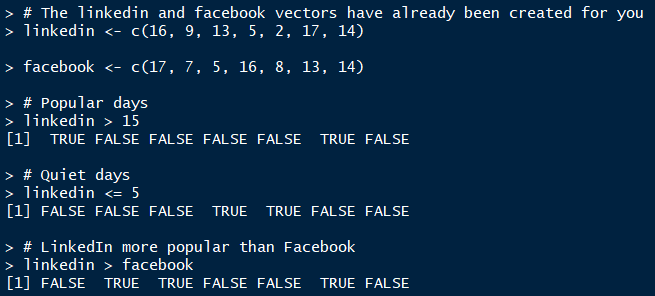 > # The linkedin and facebook vectors have already been created for you
> linkedin <- c(16, 9, 13, 5, 2, 17, 14)
> facebook <- c(17, 7, 5, 16, 8, 13, 14)
> # Popular days
> linkedin > 15
[1]  TRUE FALSE FALSE FALSE FALSE  TRUE FALSE
> # Quiet days
> linkedin <= 5
[1] FALSE FALSE FALSE  TRUE  TRUE FALSE FALSE
> # LinkedIn more popular than Facebook
> linkedin > facebook
[1] FALSE  TRUE  TRUE FALSE FALSE  TRUE FALSE